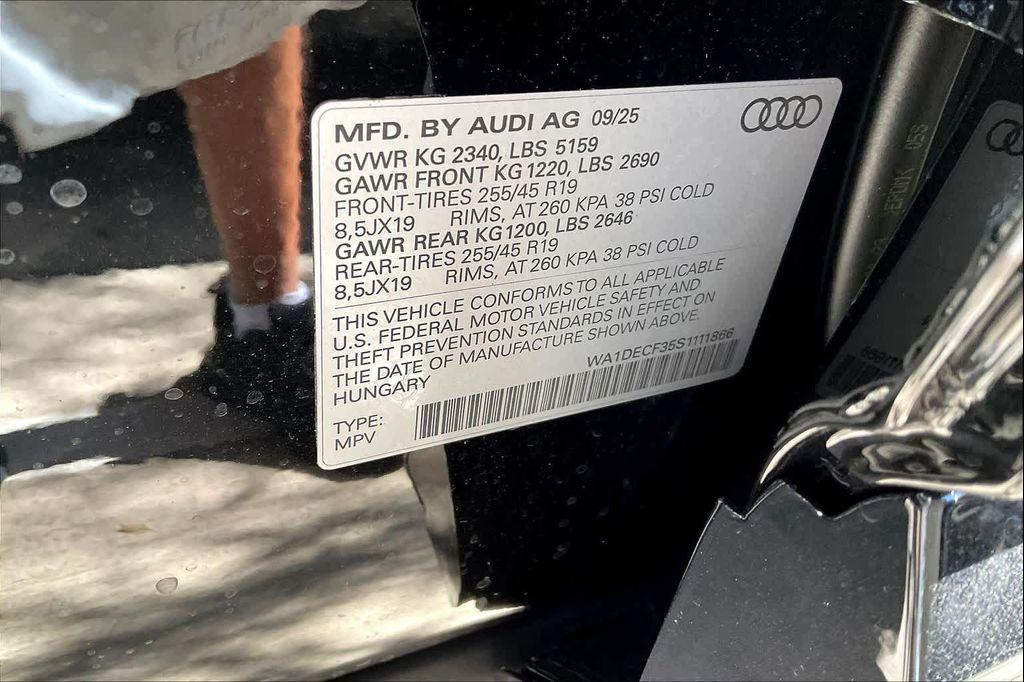 MFD. BY AUDI AG 09/25
GVWR KG 2340, LBS 5159
GAWR FRONT KG 1220, LBS 2690
FRONT-TIRES 255/45 R19
8,5JX19 RIMS, AT 260 KPA 38 PSI COLD
GAWR REAR KG 1200, LBS 2646
REAR-TIRES 255/45 R19
8,5JX19 RIMS, AT 260 KPA 38 PSI COLD
THIS VEHICLE CONFORMS TO ALL APPLICABLE
U.S. FEDERAL MOTOR VEHICLE SAFETY AND
THEFT PREVENTION STANDARDS IN EFFECT ON
THE DATE OF MANUFACTURE SHOWN ABOVE.
HUNGARY WA1DECF35S1111866
TYPE:
MPV